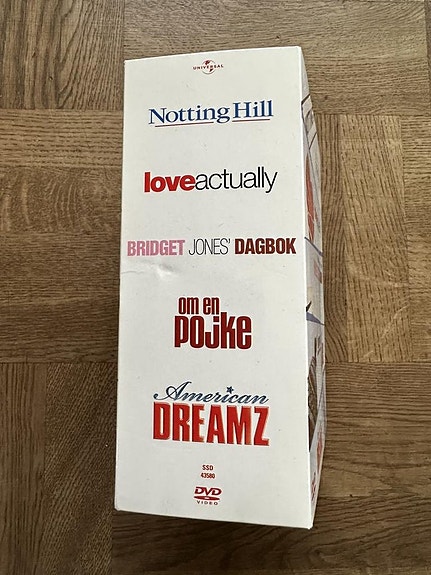 UNIVERSAL
Notting Hill
loveactually
BRIDGET JONES' DAGBOK
om en
pojke
American
DREAMZ
SSD
43580
DVD
VIDEO